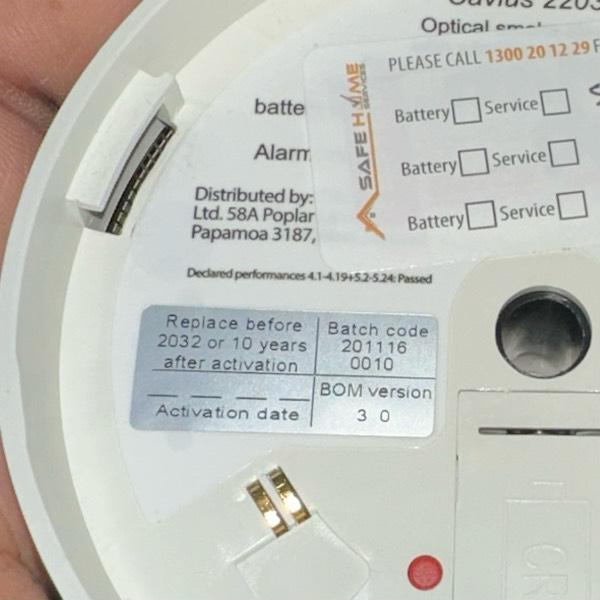 2203
Optical
PLEASE CALL 1300 20 12 29
SAFE HOME
SERVICES
batte
Battery Service
Alarm
Battery Service
Distributed by:
Ltd. 58A Poplar
Papamoa 3187,
Battery Service
Declared performances 4.1-4.19+5.2-5.24: Passed
Replace before
2032 or 10 years
after activation
Activation date
Batch code
201116
0010
BOM version
3 0
CR